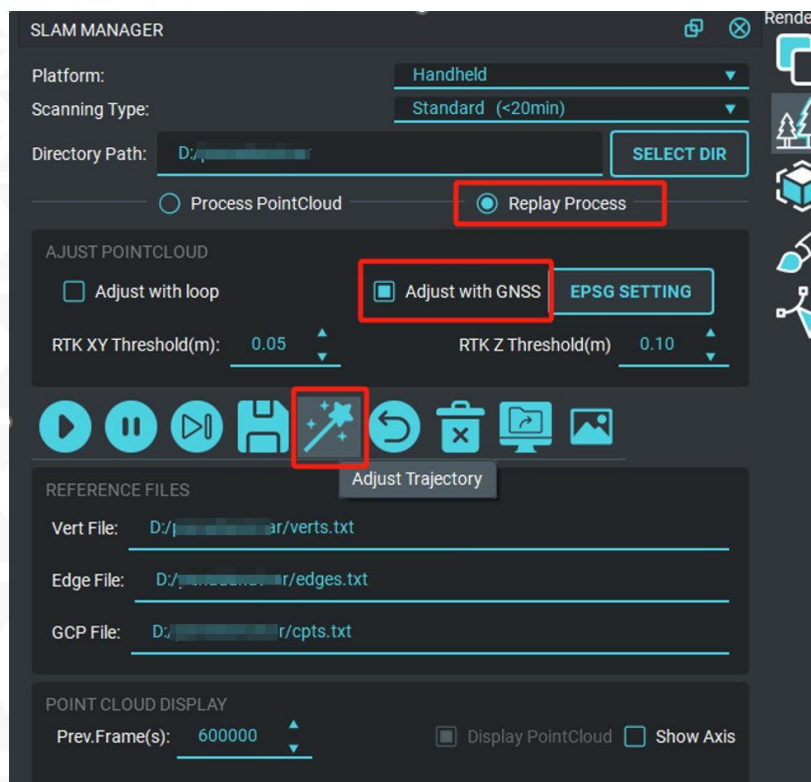 SLAM MANAGER
Rende
Platform: Handheld
Scanning Type: Standard (<20min)
Directory Path: D:/ SELECT DIR
Process PointCloud Replay Process
AJUST POINTCLOUD
Adjust with loop Adjust with GNSS EPSG SETTING
RTK XY Threshold(m): 0.05 RTK Z Threshold(m) 0.10
Adjust Trajectory
REFERENCE FILES
Vert File: D:/ ar/verts.txt
Edge File: D:/ r/edges.txt
GCP File: D:/ r/cpts.txt
POINT CLOUD DISPLAY
Prev.Frame(s): 600000 Display PointCloud Show Axis